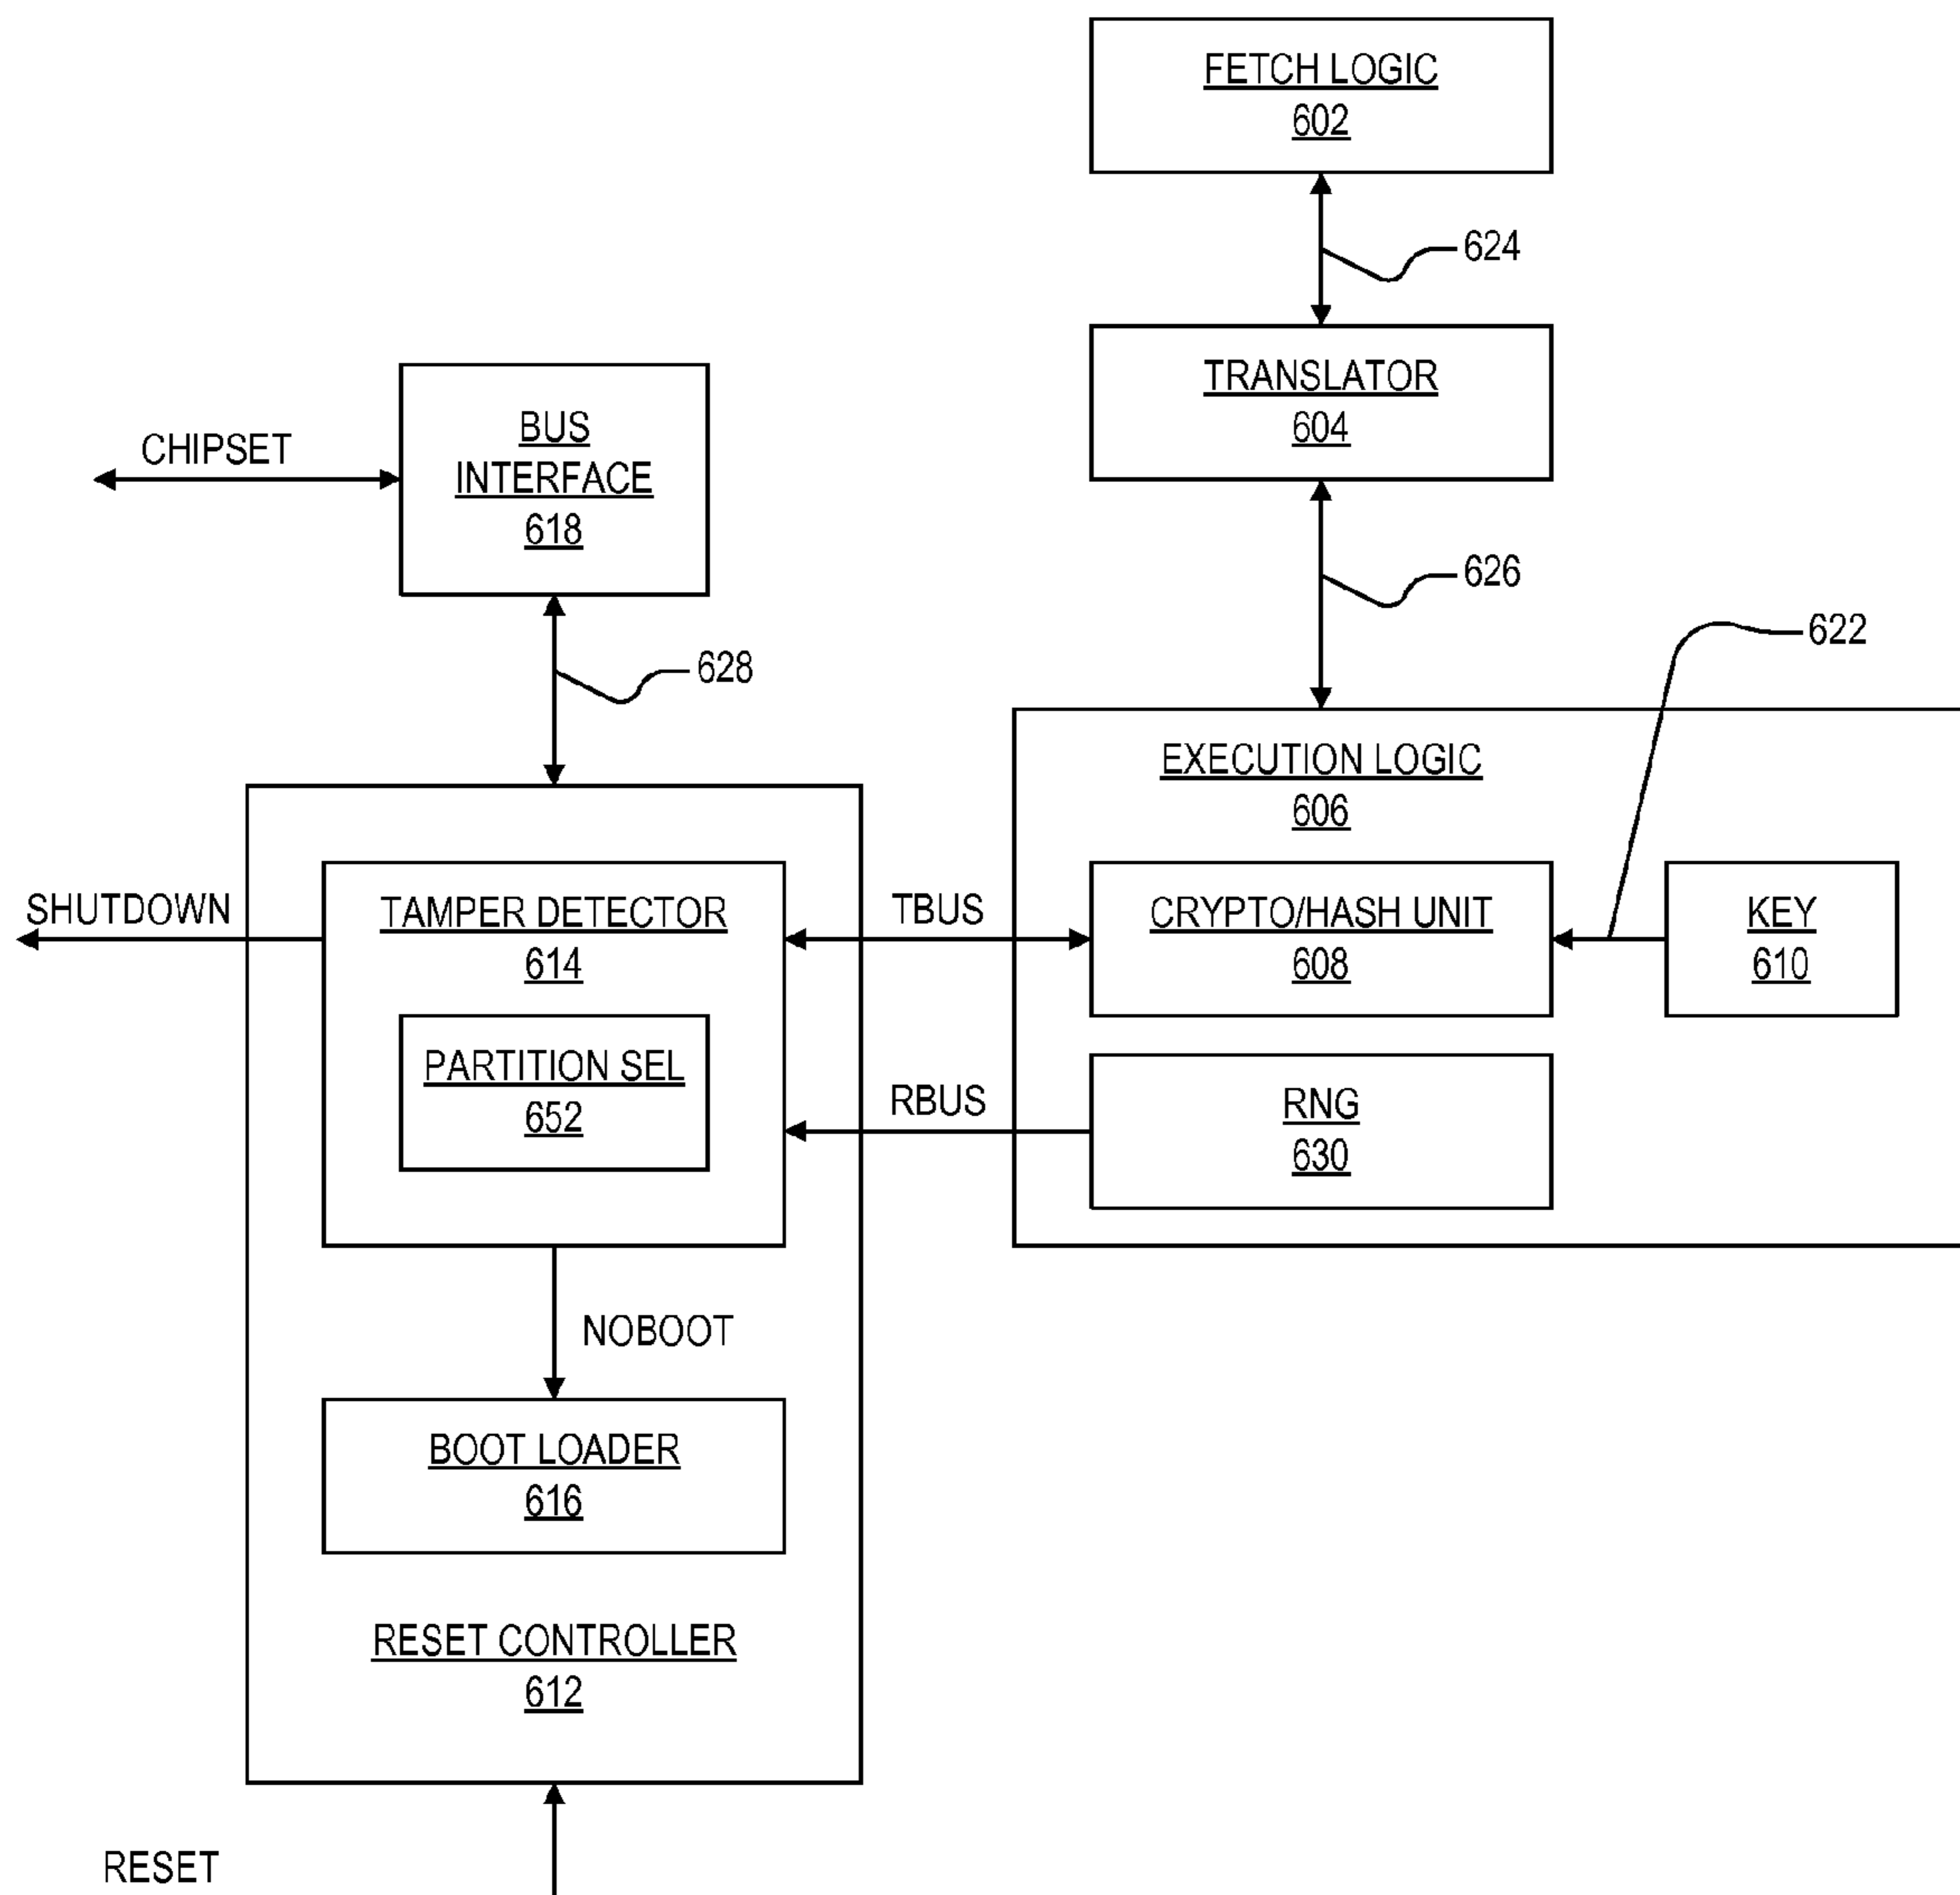 FETCH LOGIC
602
624
TRANSLATOR
604
CHIPSET
BUS
INTERFACE
618
626
622
628
EXECUTION LOGIC
606
SHUTDOWN
TAMPER DETECTOR
614
TBUS
CRYPTO/HASH UNIT
608
KEY
610
PARTITION SEL
652
RBUS
RNG
630
NOBOOT
BOOT LOADER
616
RESET CONTROLLER
612
RESET